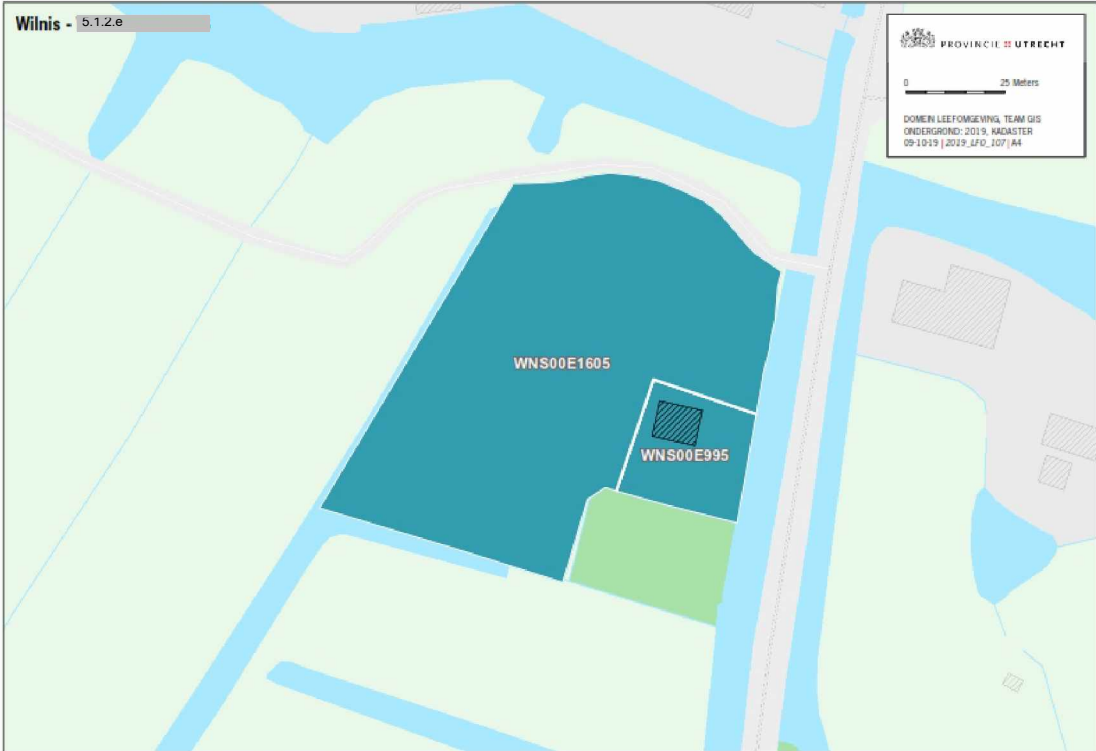 Wilnis - 5.1.2.e
PROVINCIE UTRECHT
0 25 Meters
DOMEIN LEEFOMGEVING, TEAM GIS
ONDERGROND: 2019, KADASTER
09-10-19 | 2019_LFO_107 | A4
WNS00E1605
WNS00E995